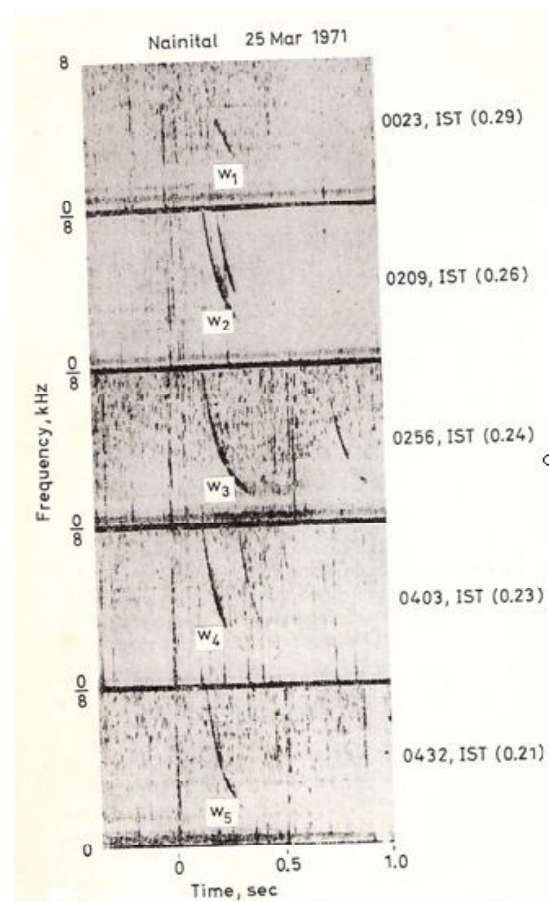 Nainital 25 Mar 1971
8
0023, IST (0.29)
W1
0
8
0209, IST (0.26)
W2
0
8
0256, IST (0.24)
W3
Frequency, kHz
0
8
0403, IST (0.23)
W4
0
8
0432, IST (0.21)
W5
0
0 0.5 1.0
Time, sec